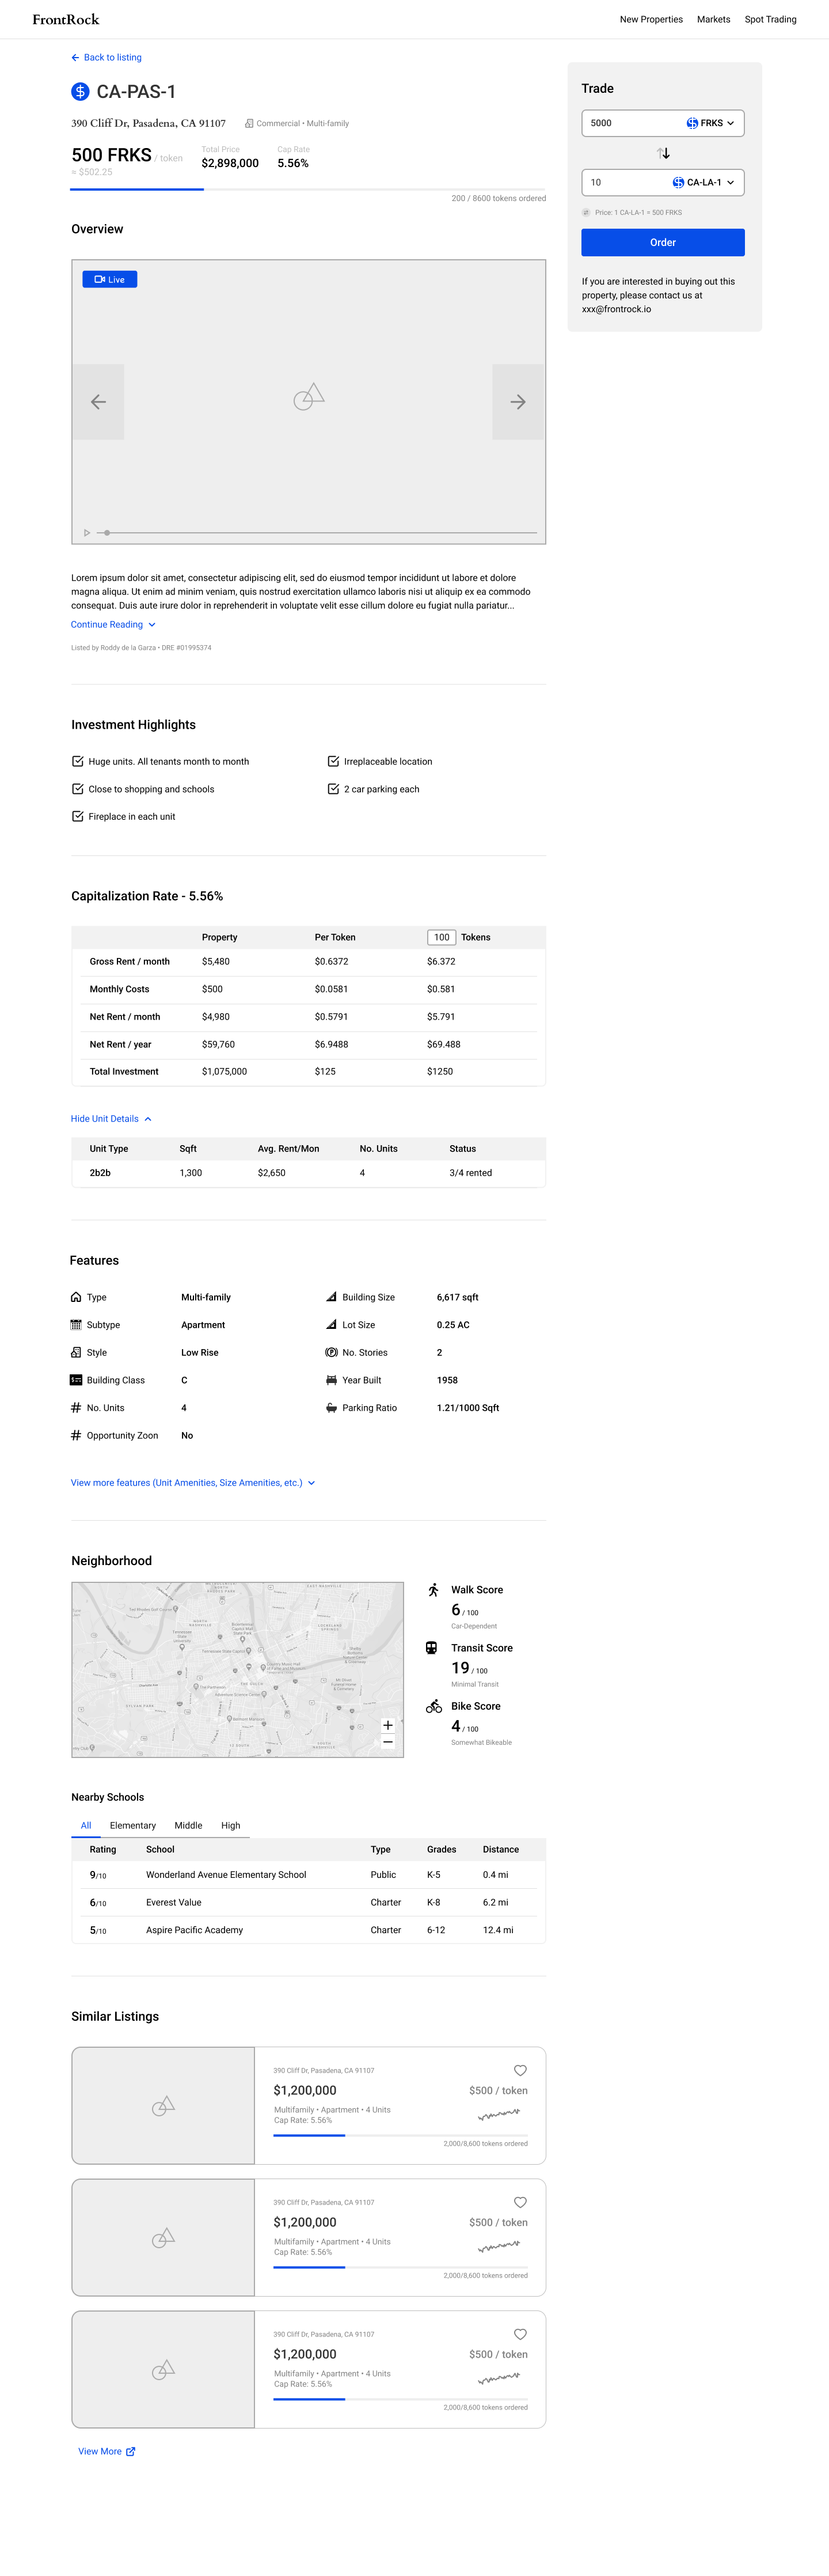 FrontRock
New Properties Markets Spot Trading
Back to listing
CA-PAS-1
390 Cliff Dr, Pasadena, CA 91107
Commercial • Multi-family
500 FRKS / token
≈ $502.25
Total Price
$2,898,000
Cap Rate
5.56%
200 / 8600 tokens ordered
Trade
5000 FRKS
10 CA-LA-1
Price: 1 CA-LA-1 = 500 FRKS
Order
If you are interested in buying out this
property, please contact us at
xxx@frontrock.io
Overview
Live
Lorem ipsum dolor sit amet, consectetur adipiscing elit, sed do eiusmod tempor incididunt ut labore et dolore
magna aliqua. Ut enim ad minim veniam, quis nostrud exercitation ullamco laboris nisi ut aliquip ex ea commodo
consequat. Duis aute irure dolor in reprehenderit in voluptate velit esse cillum dolore eu fugiat nulla pariatur...
Continue Reading
Listed by Roddy de la Garza • DRE #01995374
Investment Highlights
Huge units. All tenants month to month
Irreplaceable location
Close to shopping and schools
2 car parking each
Fireplace in each unit
Capitalization Rate - 5.56%
Property Per Token 100 Tokens
Gross Rent / month $5,480 $0.6372 $6.372
Monthly Costs $500 $0.0581 $0.581
Net Rent / month $4,980 $0.5791 $5.791
Net Rent / year $59,760 $6.9488 $69.488
Total Investment $1,075,000 $125 $1250
Hide Unit Details
Unit Type Sqft Avg. Rent/Mon No. Units Status
2b2b 1,300 $2,650 4 3/4 rented
Features
Type Multi-family Building Size 6,617 sqft
Subtype Apartment Lot Size 0.25 AC
Style Low Rise No. Stories 2
Building Class C Year Built 1958
No. Units 4 Parking Ratio 1.21/1000 Sqft
Opportunity Zoon No
View more features (Unit Amenities, Size Amenities, etc.)
Neighborhood
Walk Score
6 / 100
Car-Dependent
Transit Score
19 / 100
Minimal Transit
Bike Score
4 / 100
Somewhat Bikeable
Nearby Schools
All Elementary Middle High
Rating School Type Grades Distance
9/10 Wonderland Avenue Elementary School Public K-5 0.4 mi
6/10 Everest Value Charter K-8 6.2 mi
5/10 Aspire Pacific Academy Charter 6-12 12.4 mi
Similar Listings
390 Cliff Dr, Pasadena, CA 91107
$1,200,000 $500 / token
Multifamily • Apartment • 4 Units
Cap Rate: 5.56%
2,000/8,600 tokens ordered
390 Cliff Dr, Pasadena, CA 91107
$1,200,000 $500 / token
Multifamily • Apartment • 4 Units
Cap Rate: 5.56%
2,000/8,600 tokens ordered
390 Cliff Dr, Pasadena, CA 91107
$1,200,000 $500 / token
Multifamily • Apartment • 4 Units
Cap Rate: 5.56%
2,000/8,600 tokens ordered
View More